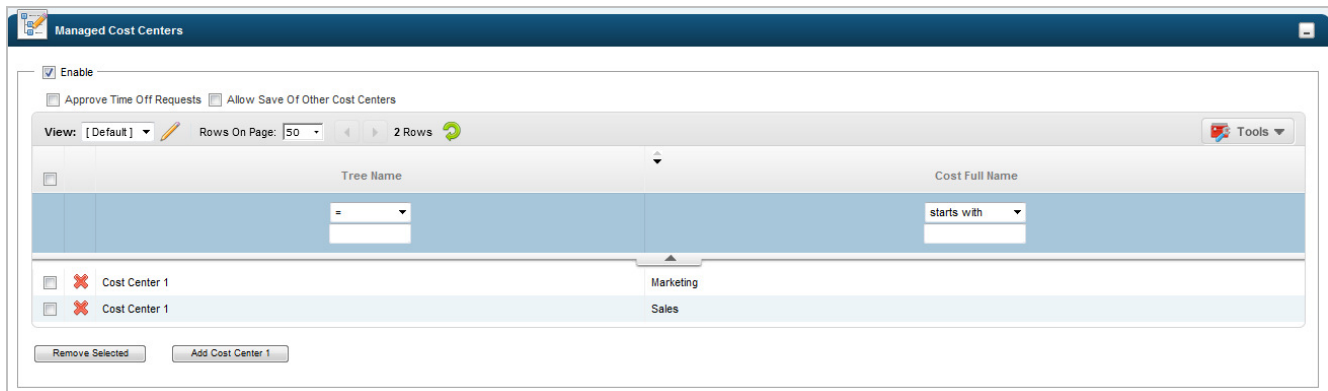 Managed Cost Centers
Enable
Approve Time Off Requests Allow Save Of Other Cost Centers
View: [ Default ] Rows On Page: 50 2 Rows Tools
Tree Name Cost Full Name
= starts with
Cost Center 1 Marketing
Cost Center 1 Sales
Remove Selected Add Cost Center 1